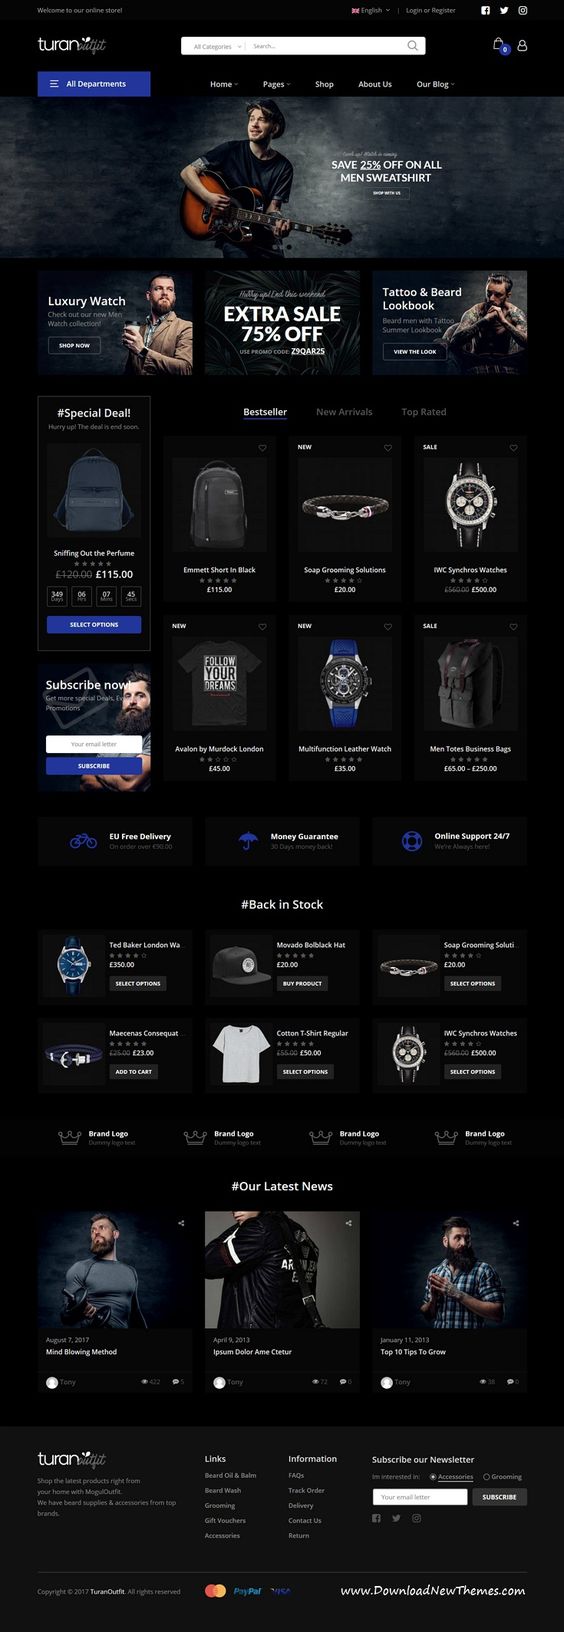 Welcome to our online store!
English
Login or Register
turan outfit
All Categories
Search...
0
All Departments
Home
Pages
Shop
About Us
Our Blog
SAVE 25% OFF ON ALL
MEN SWEATSHIRT
SHOP WITH US
Luxury Watch
Check out our new Men
Watch collection!
SHOP NOW
Hurry up! End this weekend
EXTRA SALE
75% OFF
USE PROMO CODE: Z9QAR25
Tattoo & Beard
Lookbook
Beard men with Tattoo
Summer Lookbook
VIEW THE LOOK
#Special Deal!
Hurry up! The deal is end soon.
Sniffing Out the Perfume
£120.00 £115.00
349 06 07 45
Days Hrs Mins Secs
SELECT OPTIONS
Subscribe now!
Get more special Deals, Eve
Promotions
Your email letter
SUBSCRIBE
Bestseller
New Arrivals
Top Rated
Emmett Short In Black
£115.00
NEW
Soap Grooming Solutions
£20.00
SALE
IWC Synchros Watches
£560.00 £500.00
NEW
FOLLOW
YOUR
DREAMS
Avalon by Murdock London
£45.00
NEW
Multifunction Leather Watch
£35.00
SALE
Men Totes Business Bags
£65.00 – £250.00
EU Free Delivery
On order over €90.00
Money Guarantee
30 Days money back!
Online Support 24/7
We're Always here!
#Back in Stock
Ted Baker London Wa
£350.00
SELECT OPTIONS
Movado Bolblack Hat
£20.00
BUY PRODUCT
Soap Grooming Soluti
£20.00
SELECT OPTIONS
Maecenas Consequat
£25.00 £23.00
ADD TO CART
Cotton T-Shirt Regular
£55.00 £50.00
SELECT OPTIONS
IWC Synchros Watches
£560.00 £500.00
SELECT OPTIONS
Brand Logo
Dummy logo text
Brand Logo
Dummy logo text
Brand Logo
Dummy logo text
Brand Logo
Dummy logo text
#Our Latest News
August 7, 2017
Mind Blowing Method
Tony
422
5
April 9, 2013
Ipsum Dolor Ame Ctetur
Tony
72
0
January 11, 2013
Top 10 Tips To Grow
Tony
38
0
turan outfit
Shop the latest products right from
your home with MogulOutfit.
We have beard supplies & accessories from top
brands.
Links
Beard Oil & Balm
Beard Wash
Grooming
Gift Vouchers
Accessories
Information
FAQs
Track Order
Delivery
Contact Us
Return
Subscribe our Newsletter
Im interested in:
Accessories
Grooming
Your email letter
SUBSCRIBE
Copyright © 2017 TuranOutfit. All rights reserved
PayPal
VISA
www.DownloadNewThemes.com